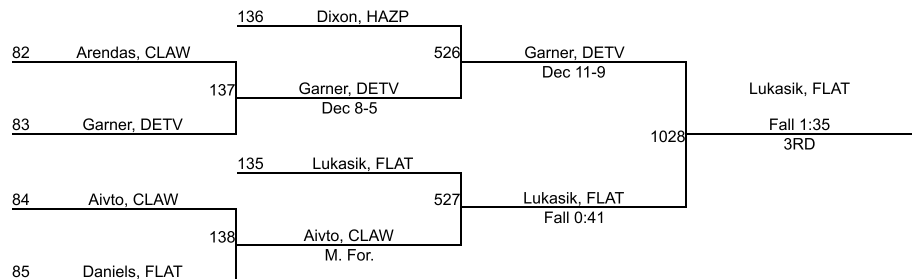 136 Dixon, HAZP
82 Arendas, CLAW
526 Garner, DETV
Dec 11-9
137 Garner, DETV
Dec 8-5
Lukasik, FLAT
83 Garner, DETV
Fall 1:35
1028
3RD
135 Lukasik, FLAT
84 Aivto, CLAW
527 Lukasik, FLAT
Fall 0:41
138 Aivto, CLAW
M. For.
85 Daniels, FLAT